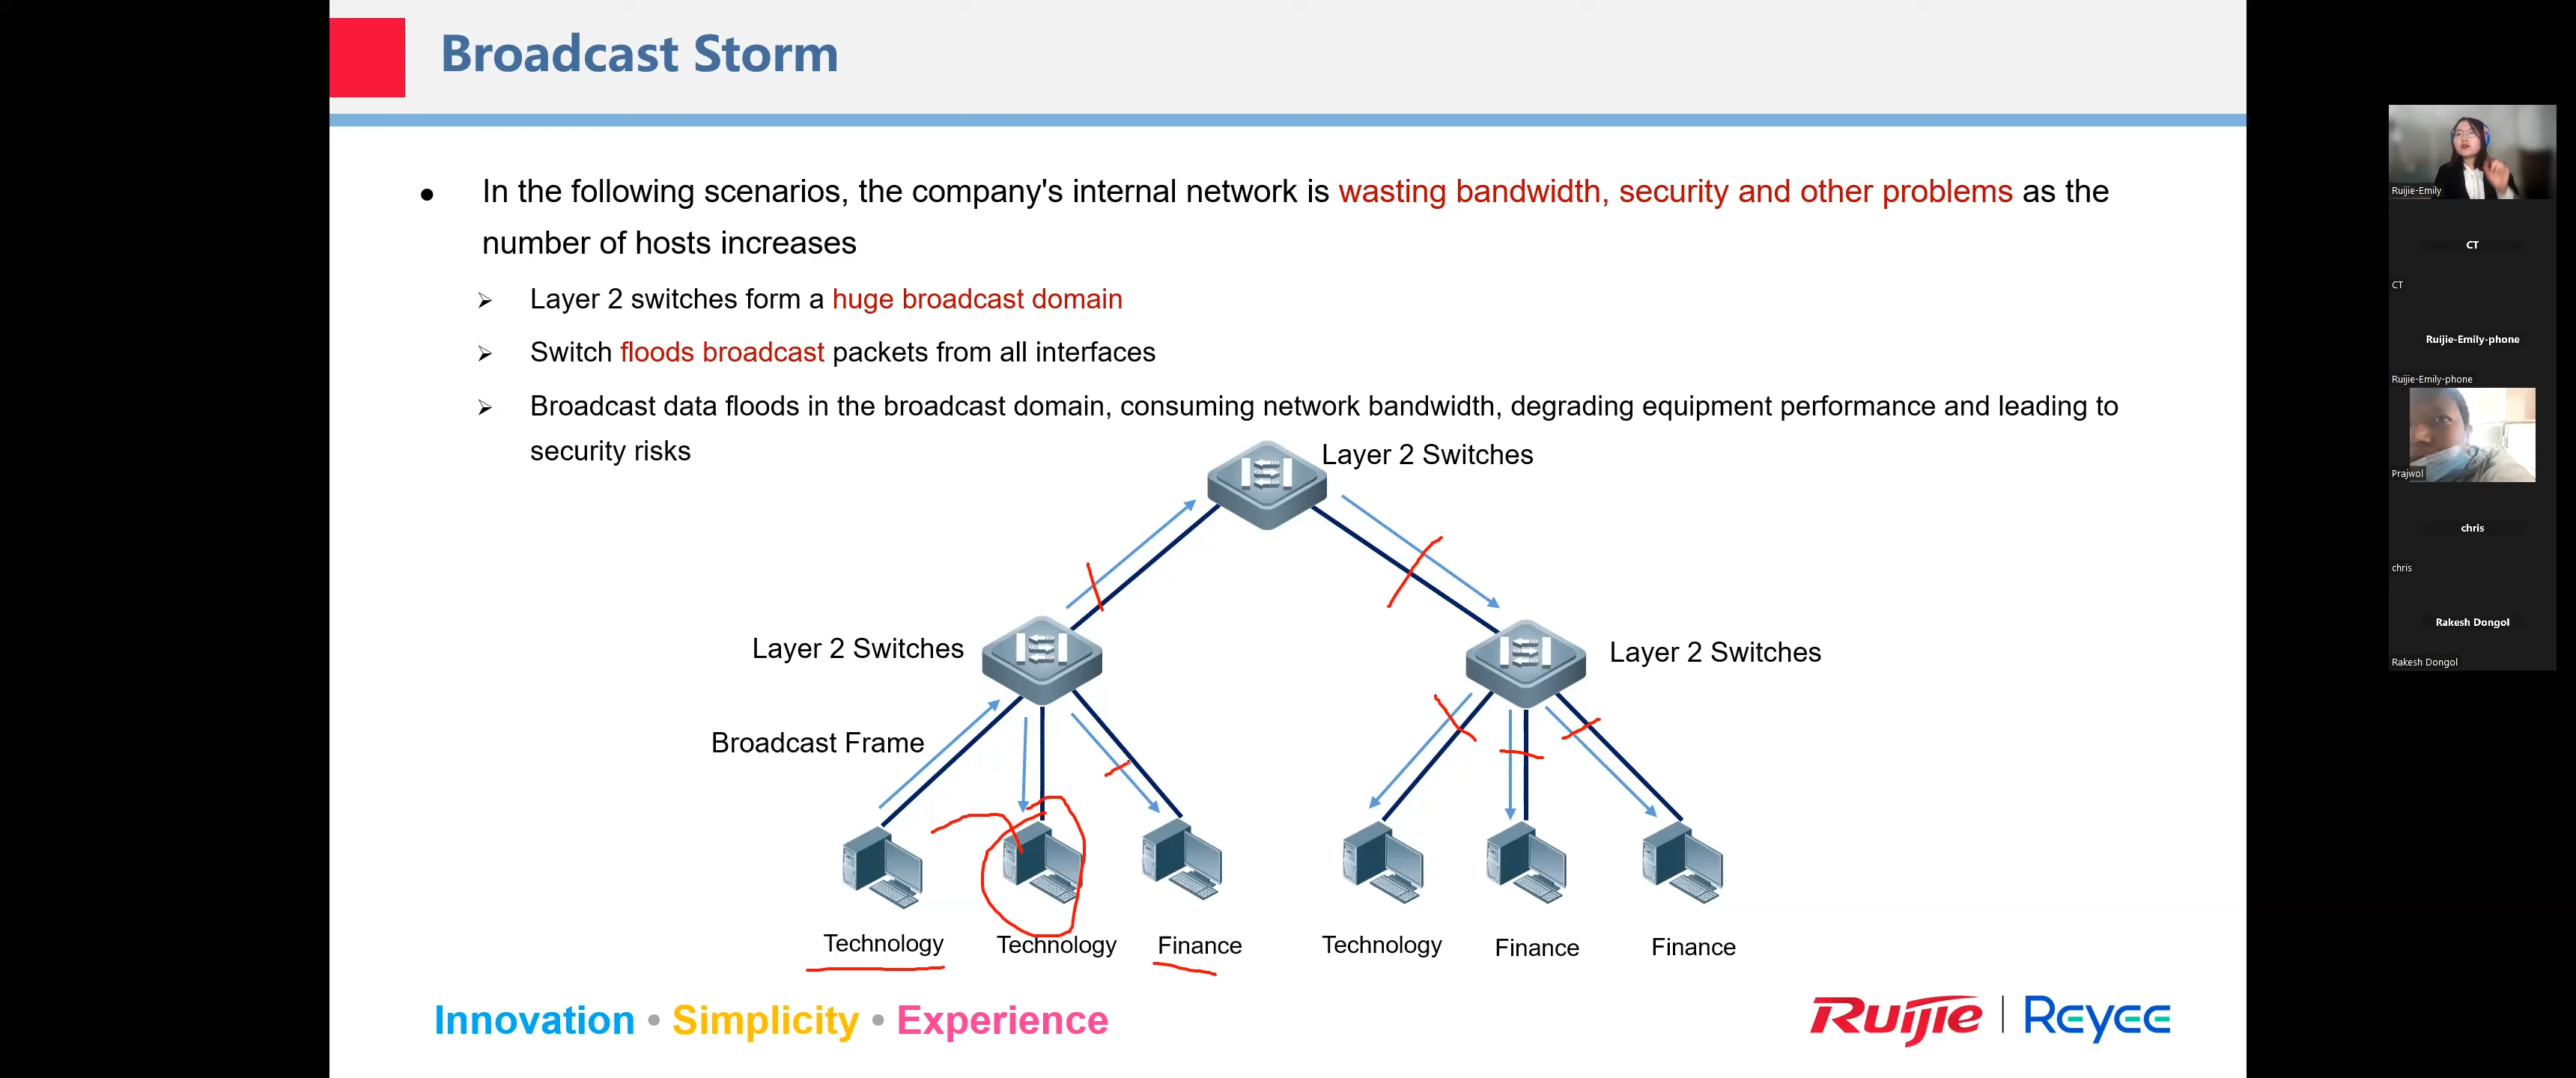 Broadcast Storm
● In the following scenarios, the company's internal network is wasting bandwidth, security and other problems as the
number of hosts increases
➢ Layer 2 switches form a huge broadcast domain
➢ Switch floods broadcast packets from all interfaces
➢ Broadcast data floods in the broadcast domain, consuming network bandwidth, degrading equipment performance and leading to
security risks
Layer 2 Switches
Layer 2 Switches
Layer 2 Switches
Broadcast Frame
Technology
Technology
Finance
Technology
Finance
Finance
Innovation • Simplicity • Experience
Ruijie | Reyee
Ruijie-Emily
CT
CT
Ruijie-Emily-phone
Ruijie-Emily-phone
Prajwol
chris
chris
Rakesh Dongol
Rakesh Dongol